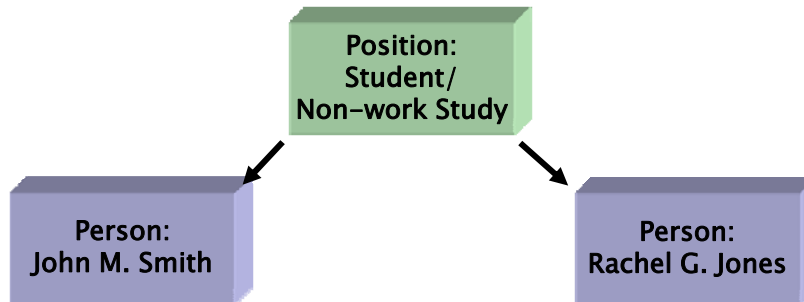 Position:
Student/
Non-work Study
Person:
John M. Smith
Person:
Rachel G. Jones